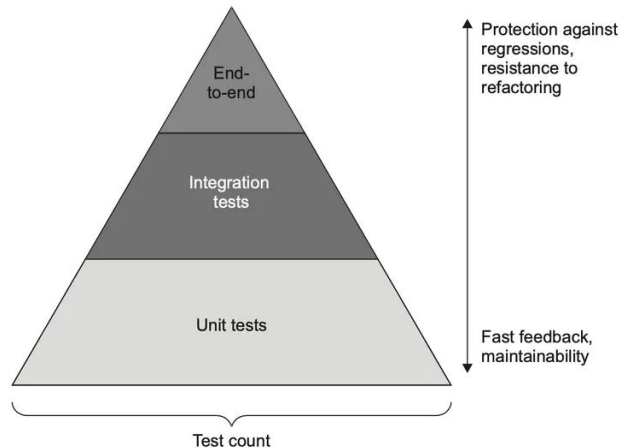 End-
to-end
Integration
tests
Unit tests
Protection against
regressions,
resistance to
refactoring
Fast feedback,
maintainability
Test count